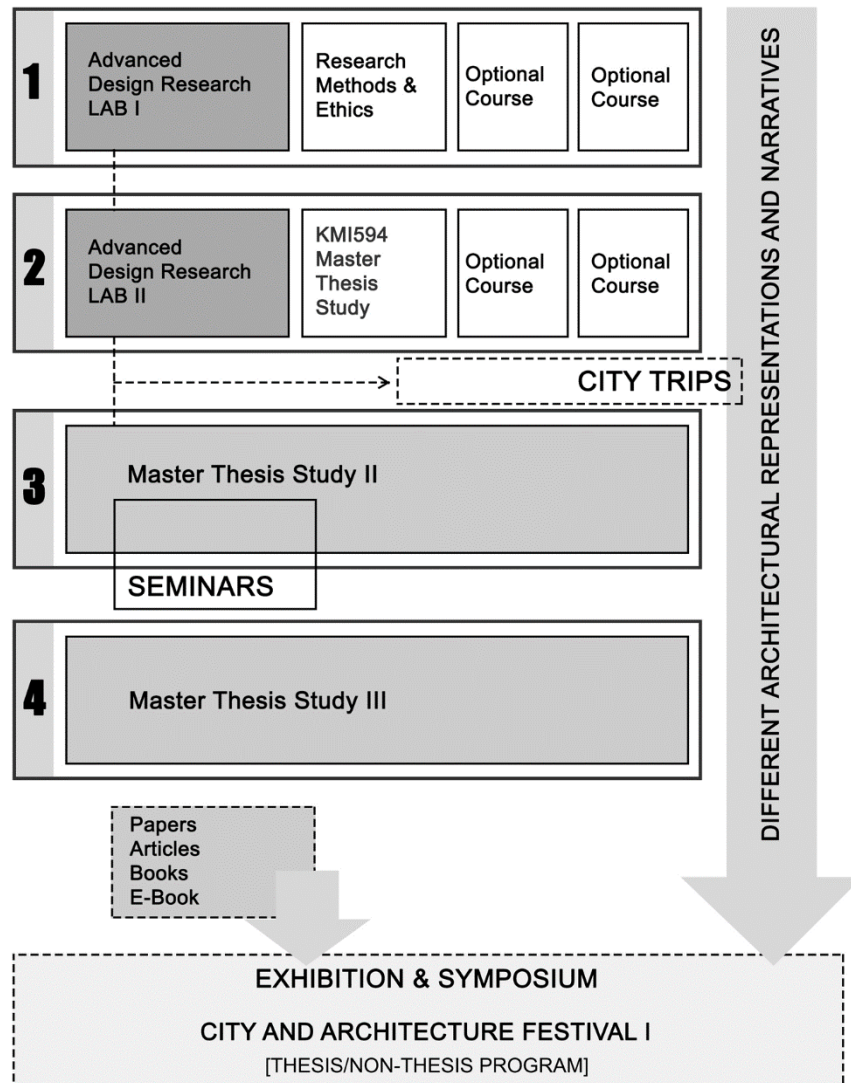 1
Advanced
Design Research
LAB I
Research
Methods &
Ethics
Optional
Course
Optional
Course
2
Advanced
Design Research
LAB II
KMI594
Master
Thesis
Study
Optional
Course
Optional
Course
CITY TRIPS
3
Master Thesis Study II
SEMINARS
4
Master Thesis Study III
DIFFERENT ARCHITECTURAL REPRESENTATIONS AND NARRATIVES
Papers
Articles
Books
E-Book
EXHIBITION & SYMPOSIUM
CITY AND ARCHITECTURE FESTIVAL I
[THESIS/NON-THESIS PROGRAM]